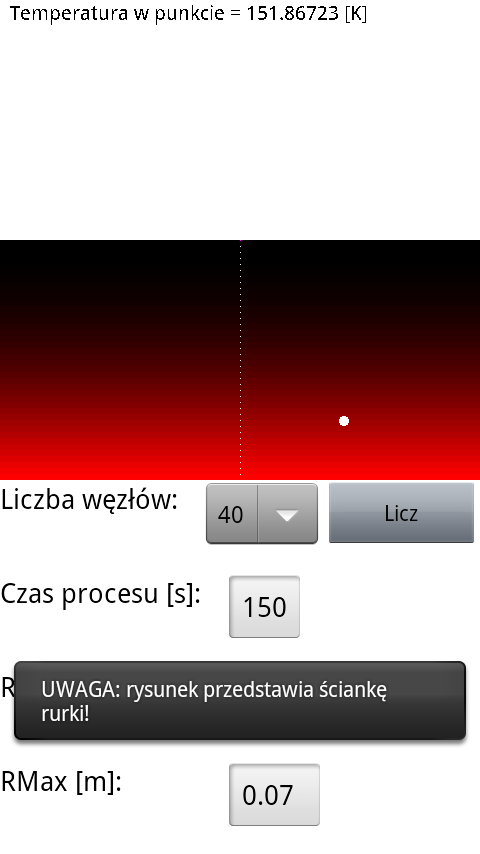 Temperatura w punkcie = 151.86723 [K]
Liczba węzłów:
40
Licz
Czas procesu [s]:
150
R
UWAGA: rysunek przedstawia ściankę
rurki!
RMax [m]:
0.07